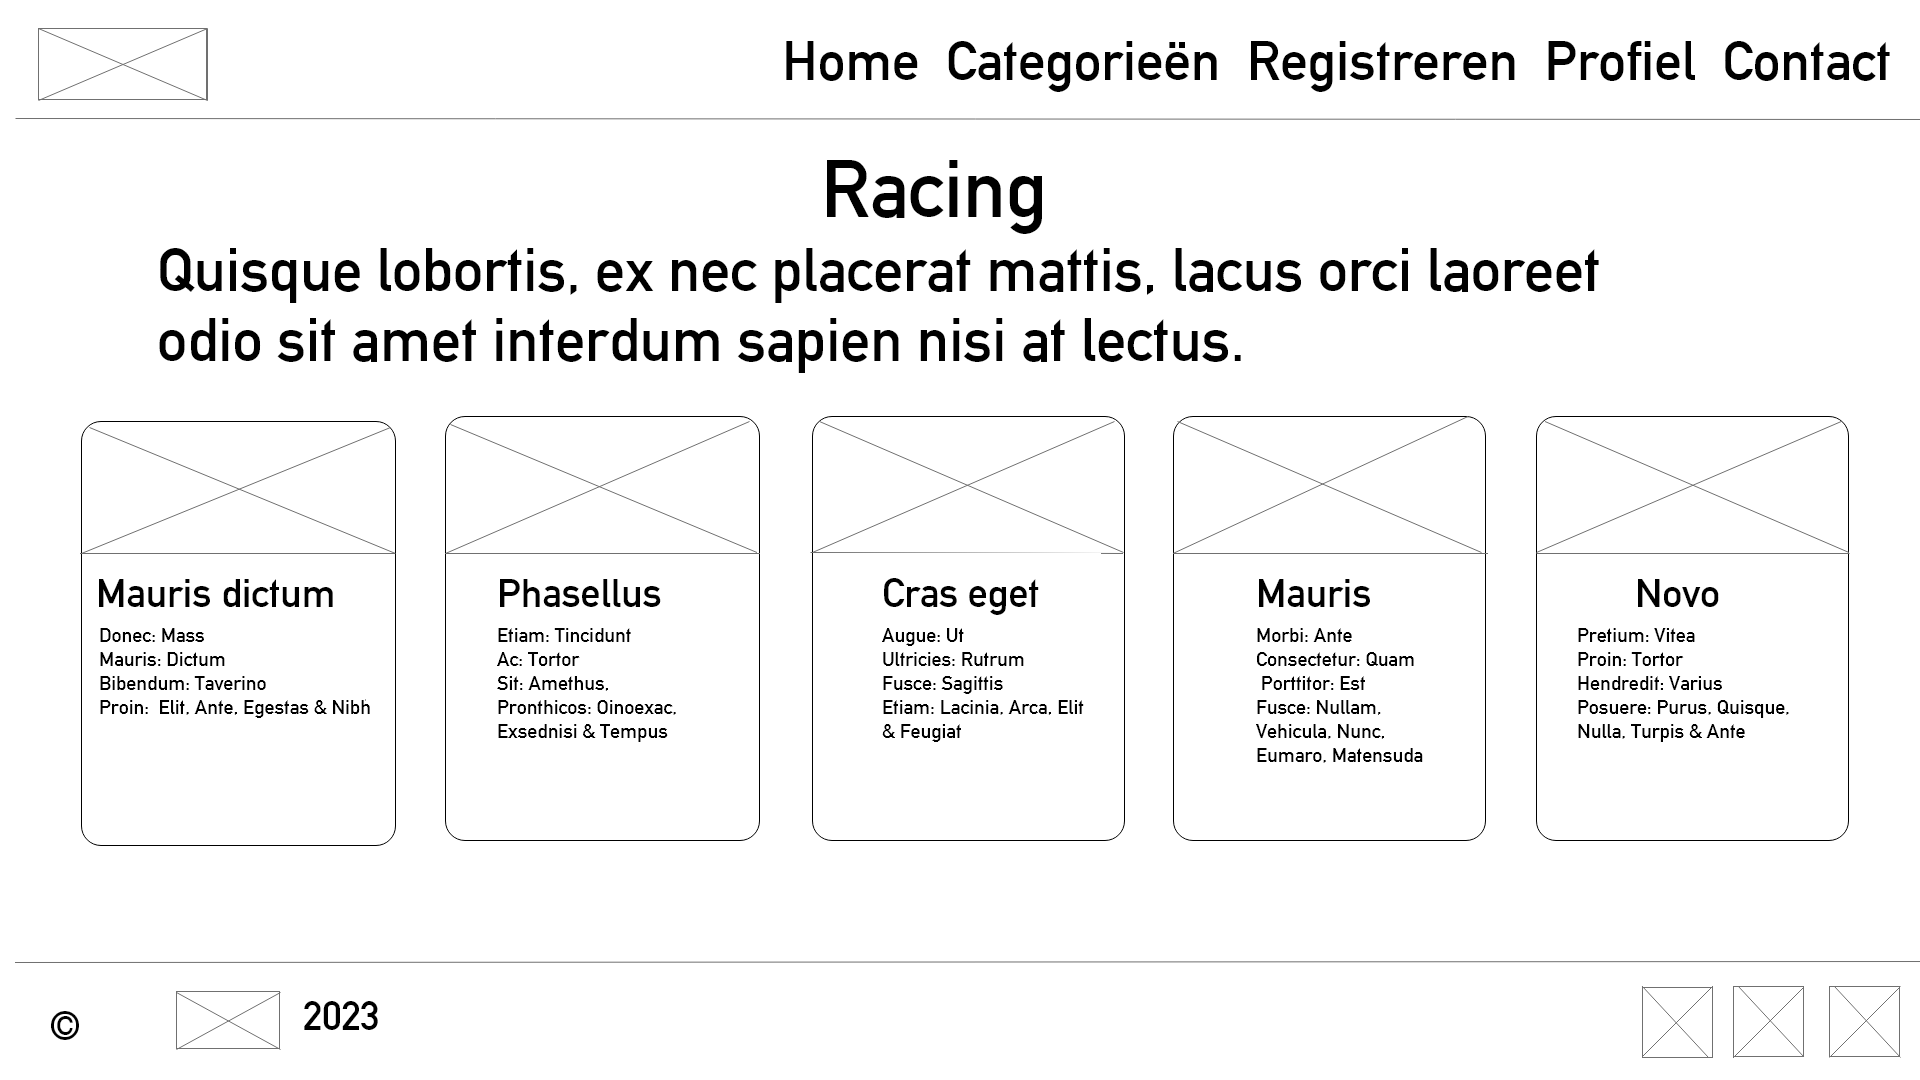 Home Categorieën Registreren Profiel Contact
Racing
Quisque lobortis, ex nec placerat mattis, lacus orci laoreet
odio sit amet interdum sapien nisi at lectus.
Mauris dictum
Donec: Mass
Mauris: Dictum
Bibendum: Taverino
Proin:  Elit, Ante, Egestas & Nibh
Phasellus
Etiam: Tincidunt
Ac: Tortor
Sit: Amethus,
Pronthicos: Oinoexac,
Exsednisi & Tempus
Cras eget
Augue: Ut
Ultricies: Rutrum
Fusce: Sagittis
Etiam: Lacinia, Arca, Elit
& Feugiat
Mauris
Morbi: Ante
Consectetur: Quam
Porttitor: Est
Fusce: Nullam,
Vehicula, Nunc,
Eumaro, Matensuda
Novo
Pretium: Vitea
Proin: Tortor
Hendredit: Varius
Posuere: Purus, Quisque,
Nulla, Turpis & Ante
© 2023